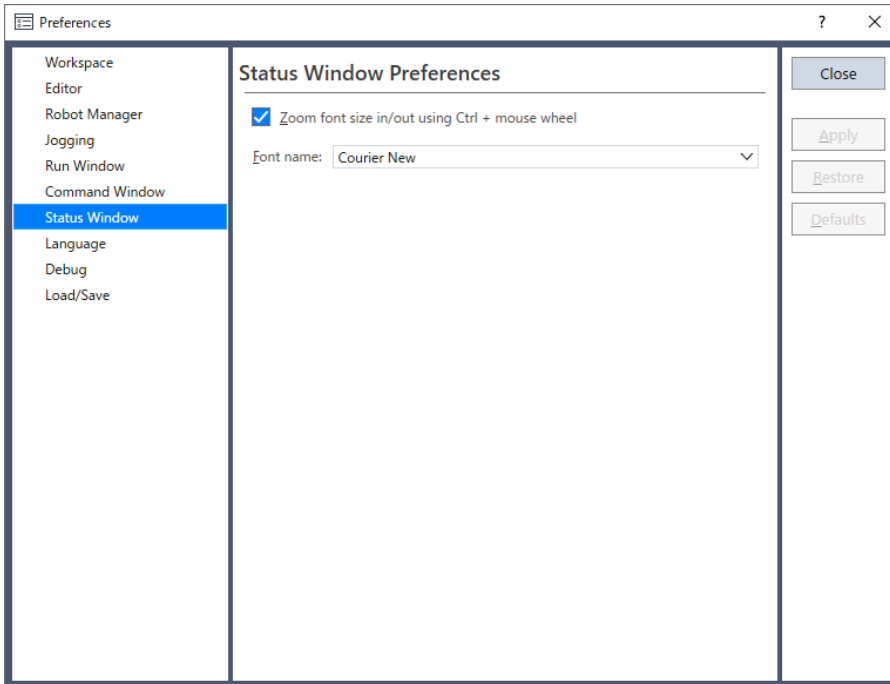 Preferences
?
Workspace
Editor
Robot Manager
Jogging
Run Window
Command Window
Status Window
Language
Debug
Load/Save
Status Window Preferences
Zoom font size in/out using Ctrl + mouse wheel
Font name: Courier New
Close
Apply
Restore
Defaults